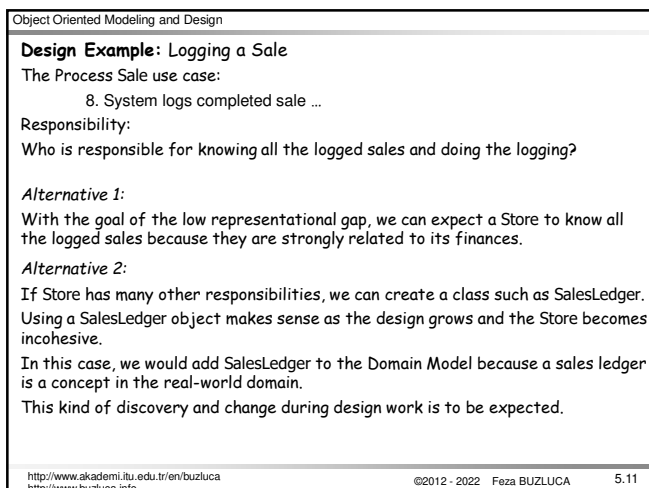 Object Oriented Modeling and Design
Design Example: Logging a Sale
The Process Sale use case:
8. System logs completed sale …
Responsibility:
Who is responsible for knowing all the logged sales and doing the logging?
Alternative 1:
With the goal of the low representational gap, we can expect a Store to know all
the logged sales because they are strongly related to its finances.
Alternative 2:
If Store has many other responsibilities, we can create a class such as SalesLedger.
Using a SalesLedger object makes sense as the design grows and the Store becomes
incohesive.
In this case, we would add SalesLedger to the Domain Model because a sales ledger
is a concept in the real-world domain.
This kind of discovery and change during design work is to be expected.
http://www.akademi.itu.edu.tr/en/buzluca
http://www.buzluca.info
©2012 - 2022 Feza BUZLUCA 5.11